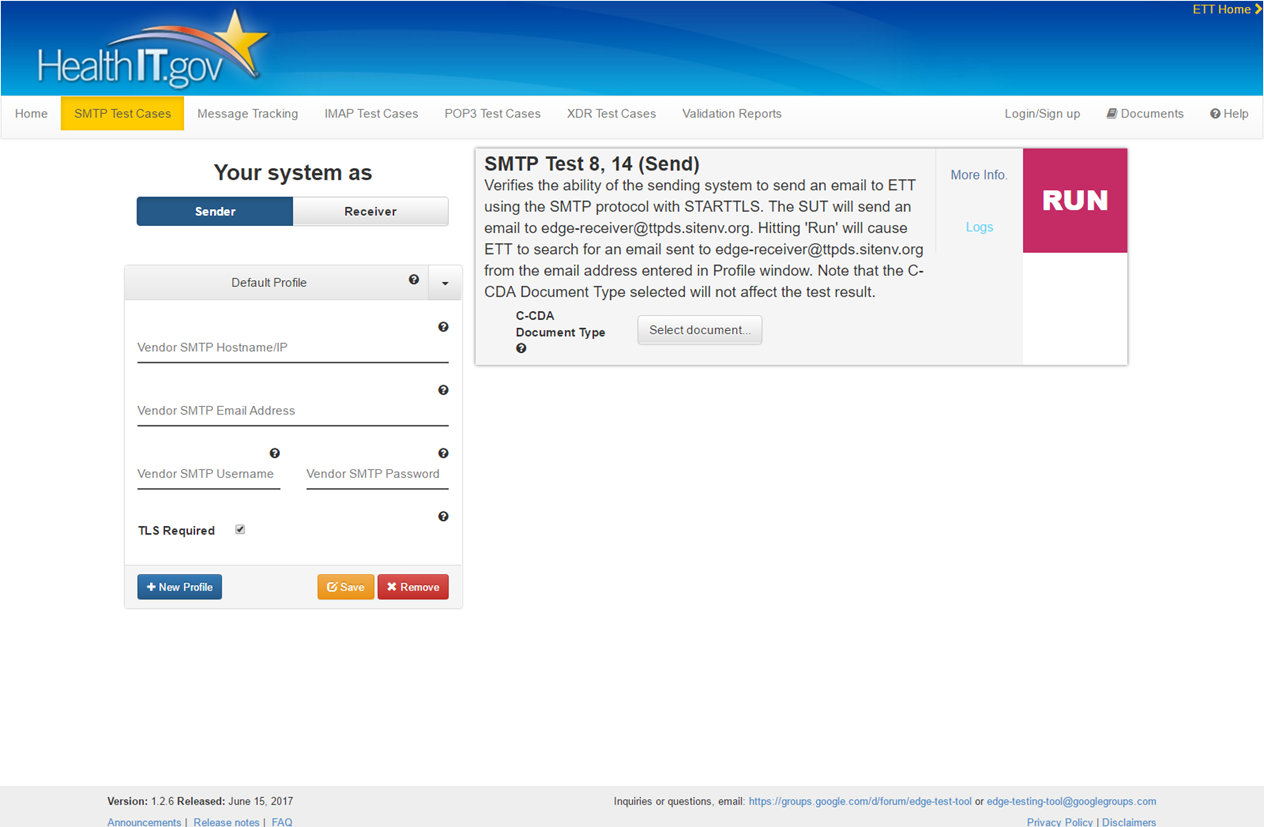 ETT Home
HealthIT.gov
Home SMTP Test Cases Message Tracking IMAP Test Cases POP3 Test Cases XDR Test Cases Validation Reports Login/Sign up Documents Help
Your system as
Sender Receiver
Default Profile
Vendor SMTP Hostname/IP
Vendor SMTP Email Address
Vendor SMTP Username Vendor SMTP Password
TLS Required
New Profile Save Remove
SMTP Test 8, 14 (Send)
Verifies the ability of the sending system to send an email to ETT
using the SMTP protocol with STARTTLS. The SUT will send an
email to edge-receiver@ttpds.sitenv.org. Hitting 'Run' will cause
ETT to search for an email sent to edge-receiver@ttpds.sitenv.org
from the email address entered in Profile window. Note that the C-
CDA Document Type selected will not affect the test result.
C-CDA
Document Type
Select document...
More Info.
Logs
RUN
Version: 1.2.6 Released: June 15, 2017
Announcements | Release notes | FAQ
Inquiries or questions, email: https://groups.google.com/d/forum/edge-test-tool or edge-testing-tool@googlegroups.com
Privacy Policy | Disclaimers